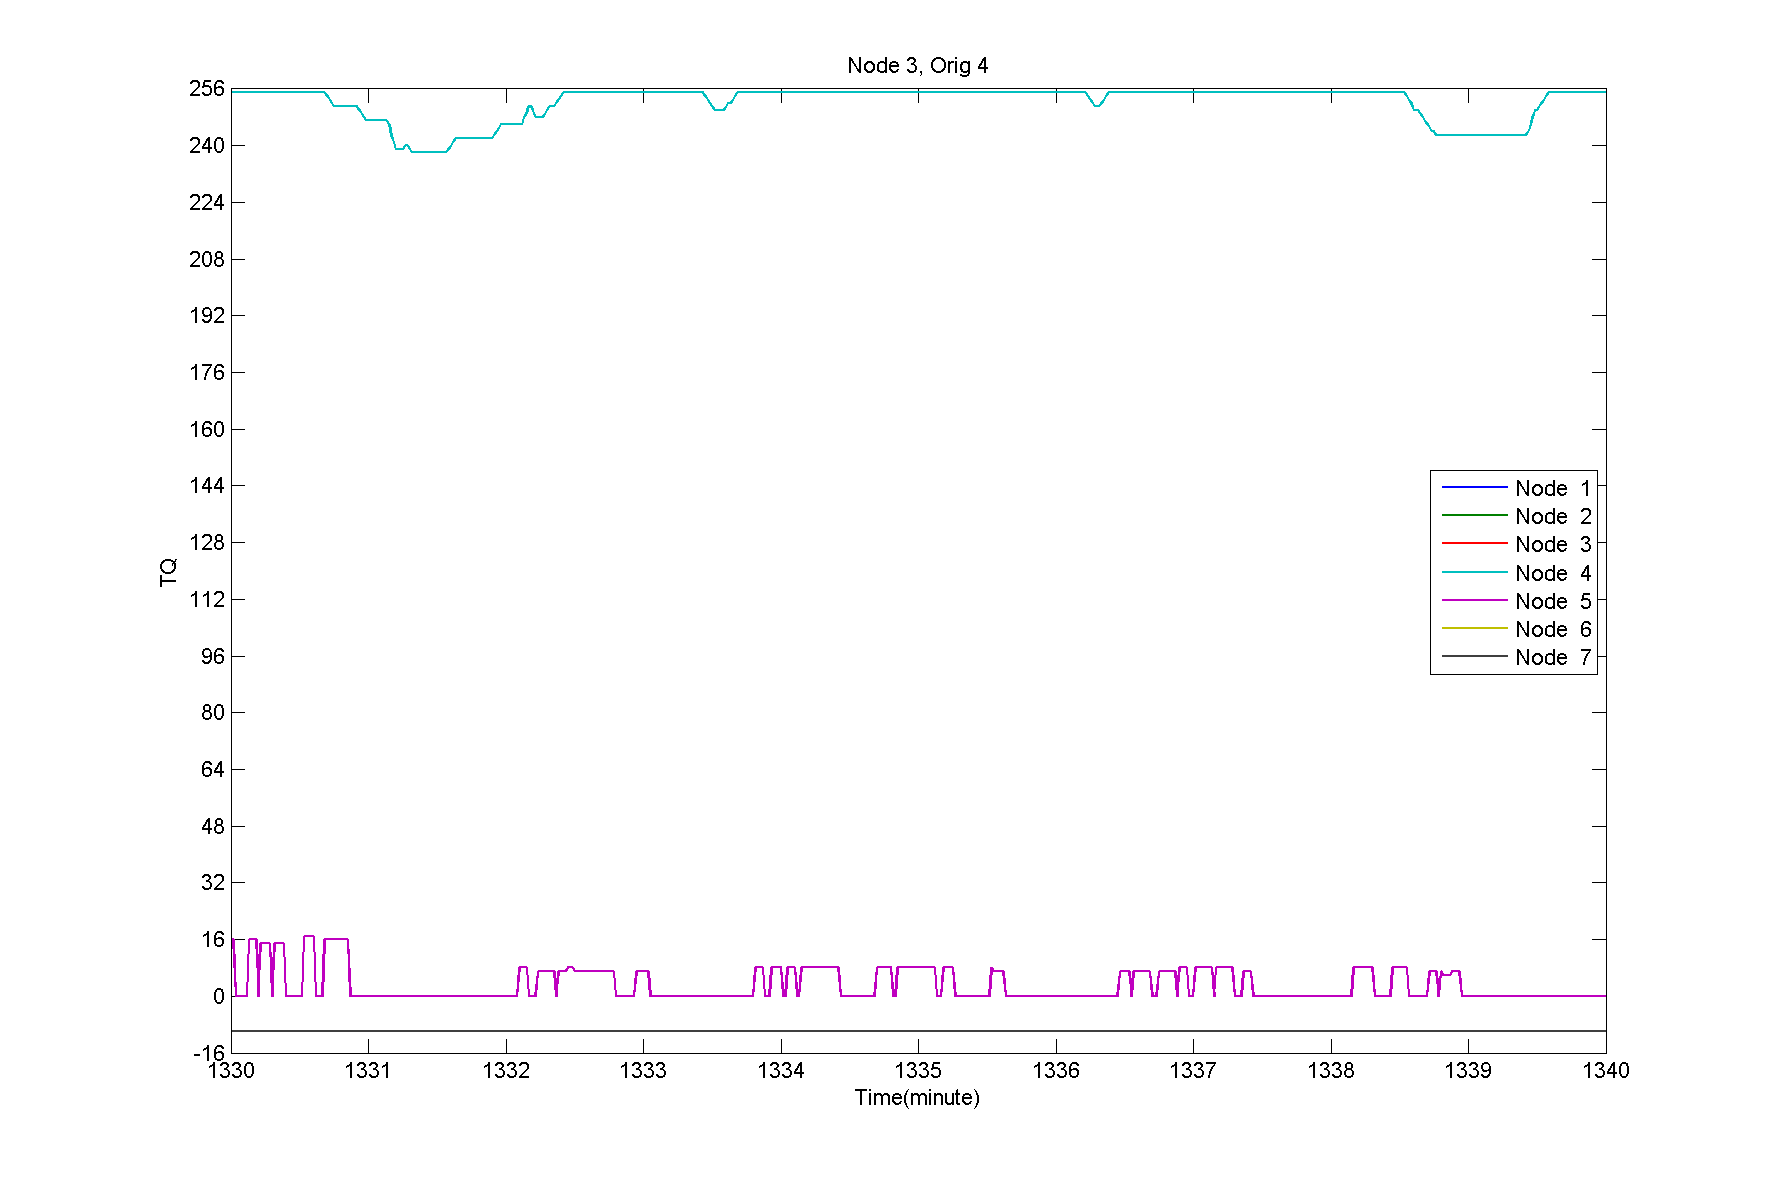 Node 3, Orig 4
256
240
224
208
192
176
160
144
128
112
96
80
64
48
32
16
0
-16
TQ
Node 1
Node 2
Node 3
Node 4
Node 5
Node 6
Node 7
1330 1331 1332 1333 1334 1335 1336 1337 1338 1339 1340
Time(minute)